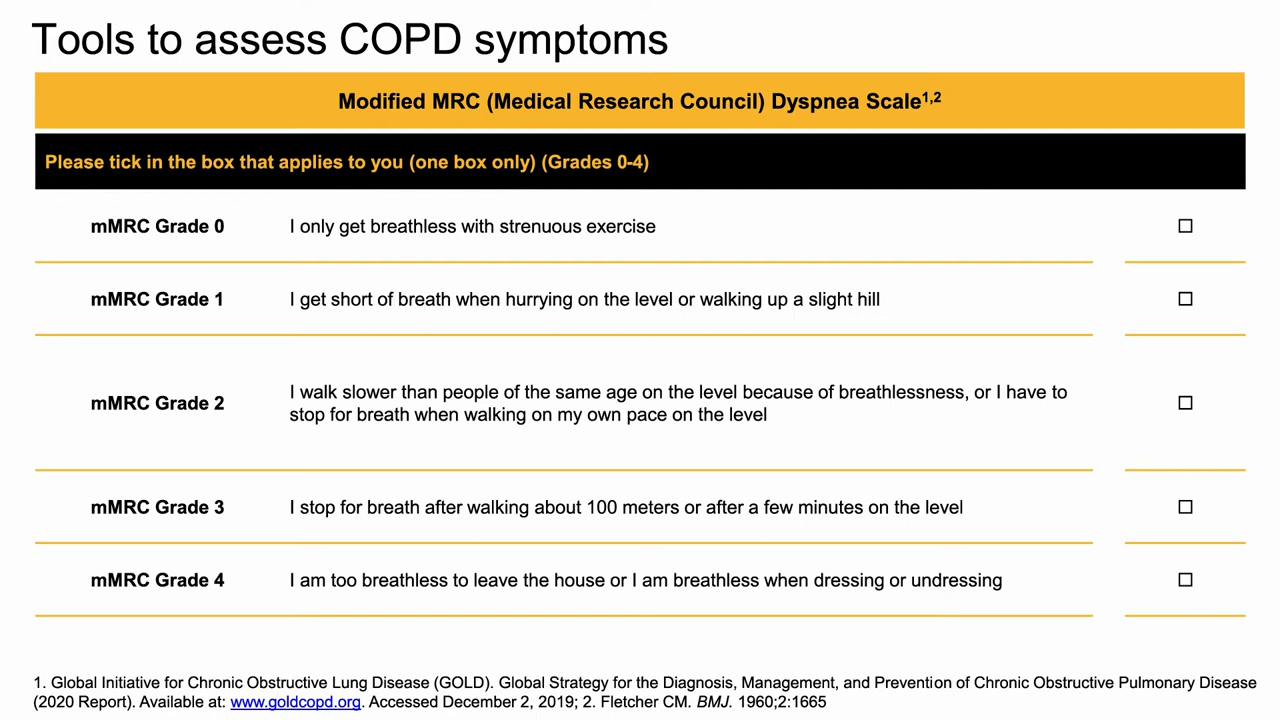 Tools to assess COPD symptoms
Modified MRC (Medical Research Council) Dyspnea Scale1,2
Please tick in the box that applies to you (one box only) (Grades 0-4)
mMRC Grade 0 I only get breathless with strenuous exercise ☐
mMRC Grade 1 I get short of breath when hurrying on the level or walking up a slight hill ☐
mMRC Grade 2 I walk slower than people of the same age on the level because of breathlessness, or I have to
stop for breath when walking on my own pace on the level ☐
mMRC Grade 3 I stop for breath after walking about 100 meters or after a few minutes on the level ☐
mMRC Grade 4 I am too breathless to leave the house or I am breathless when dressing or undressing ☐
1. Global Initiative for Chronic Obstructive Lung Disease (GOLD). Global Strategy for the Diagnosis, Management, and Prevention of Chronic Obstructive Pulmonary Disease
(2020 Report). Available at: www.goldcopd.org. Accessed December 2, 2019; 2. Fletcher CM. BMJ. 1960;2:1665